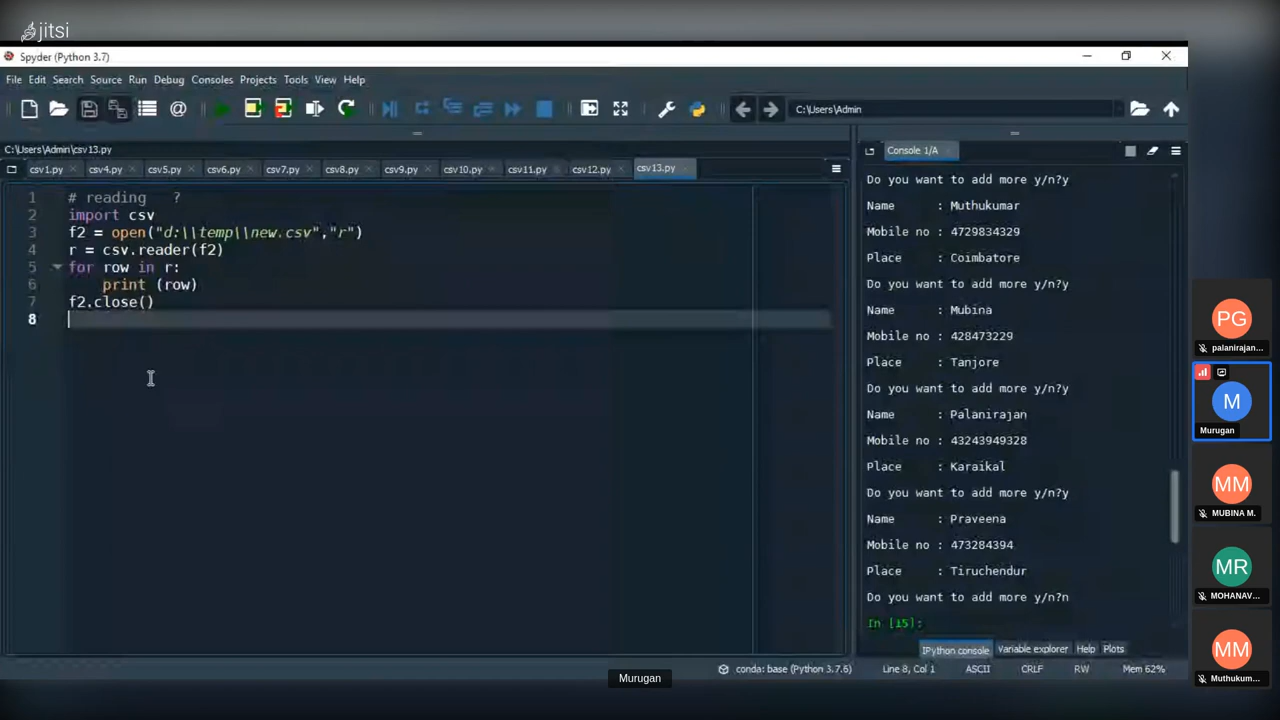 jitsi
Spyder (Python 3.7)
File Edit Search Source Run Debug Consoles Projects Tools View Help
C:\Users\Admin
C:\Users\Admin\csv13.py
csv1.py csv4.py csv5.py csv6.py csv7.py csv8.py csv9.py csv10.py csv11.py csv12.py csv13.py
1 # reading ?
2 import csv
3 f2 = open("d:\\temp\\new.csv","r")
4 r = csv.reader(f2)
5 for row in r:
6 print (row)
7 f2.close()
8
Console 1/A
Do you want to add more y/n?y
Name : Muthukumar
Mobile no : 4729834329
Place : Coimbatore
Do you want to add more y/n?y
Name : Mubina
Mobile no : 428473229
Place : Tanjore
Do you want to add more y/n?y
Name : Palanirajan
Mobile no : 43243949328
Place : Karaikal
Do you want to add more y/n?y
Name : Praveena
Mobile no : 473284394
Place : Tiruchendur
Do you want to add more y/n?n
In [15]:
IPython console Variable explorer Help Plots
conda: base (Python 3.7.6) Line 8, Col 1 ASCII CRLF RW Mem 62%
Murugan
PG
palanirajan...
M
Murugan
MM
MUBINA M.
MR
MOHANAV...
MM
Muthukum...